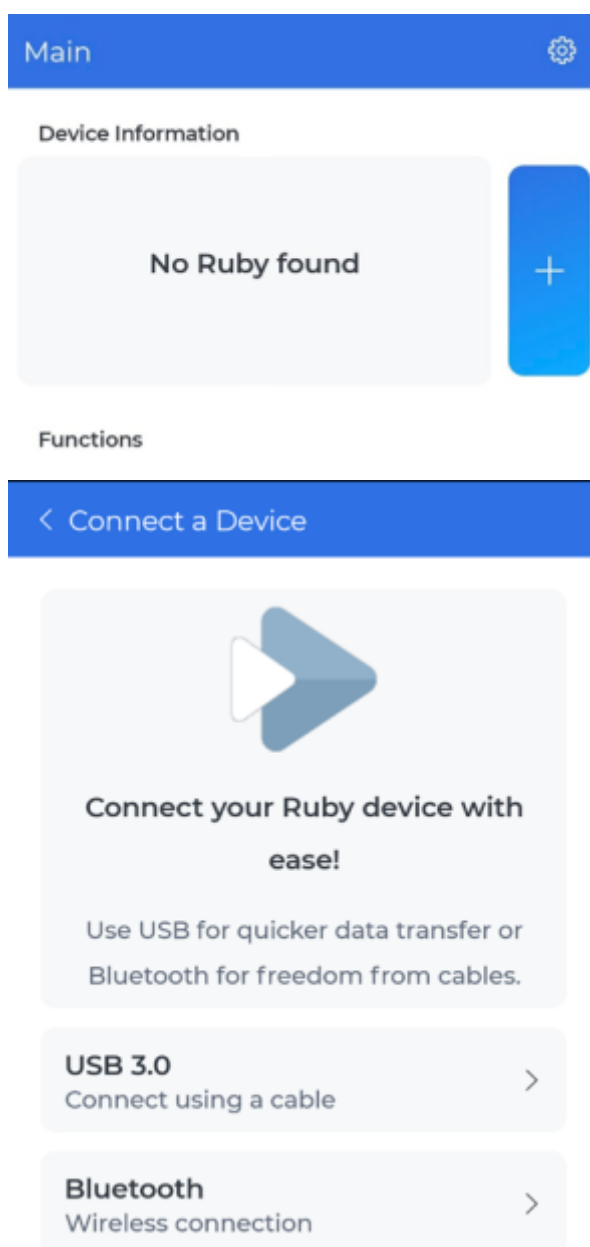 Main
Device Information
No Ruby found
+
Functions
< Connect a Device
Connect your Ruby device with
ease!
Use USB for quicker data transfer or
Bluetooth for freedom from cables.
USB 3.0
Connect using a cable
Bluetooth
Wireless connection